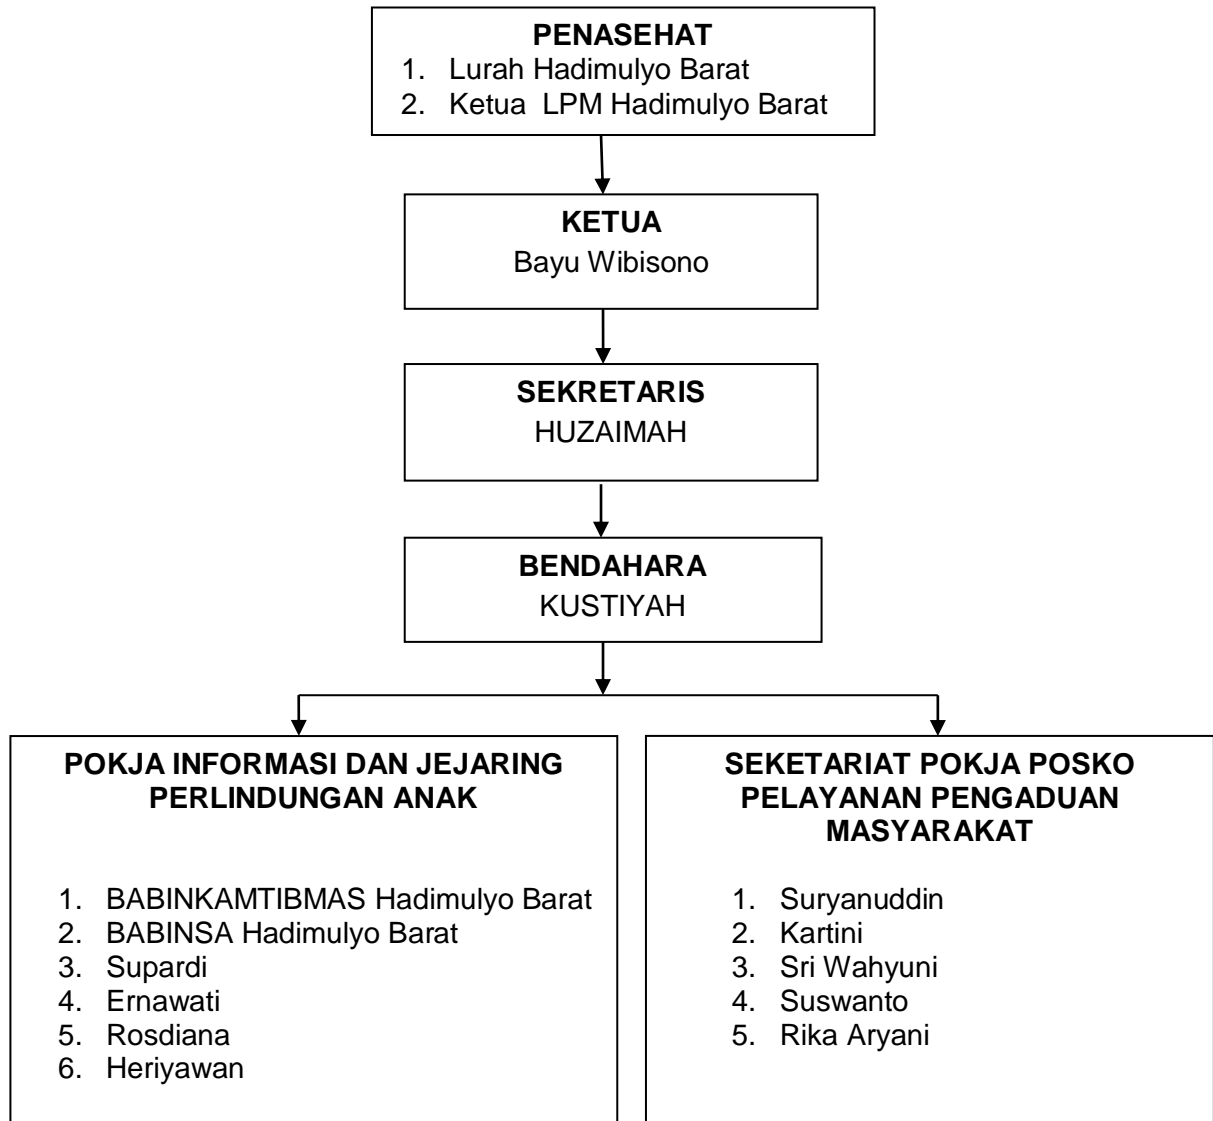 PENASEHAT
1. Lurah Hadimulyo Barat
2. Ketua LPM Hadimulyo Barat
KETUA
Bayu Wibisono
SEKRETARIS
HUZAIMAH
BENDAHARA
KUSTIYAH
POKJA INFORMASI DAN JEJARING
PERLINDUNGAN ANAK
1. BABINKAMTIBMAS Hadimulyo Barat
2. BABINSA Hadimulyo Barat
3. Supardi
4. Ernawati
5. Rosdiana
6. Heriyawan
SEKETARIAT POKJA POSKO
PELAYANAN PENGADUAN
MASYARAKAT
1. Suryanuddin
2. Kartini
3. Sri Wahyuni
4. Suswanto
5. Rika Aryani